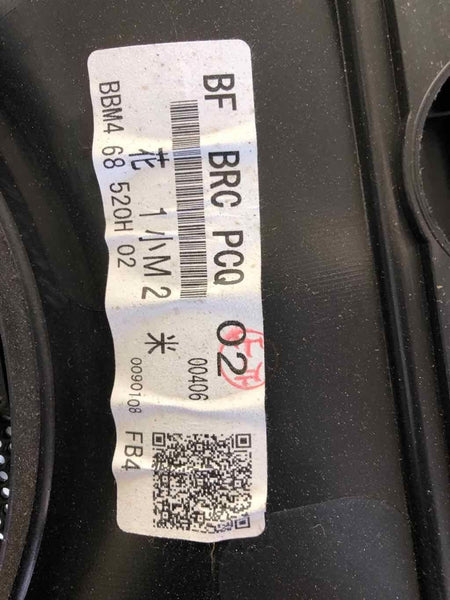 BF BRC PCQ 02
00406
花 1小M2 米
BBM4 68 520H 02 0090108 FB4